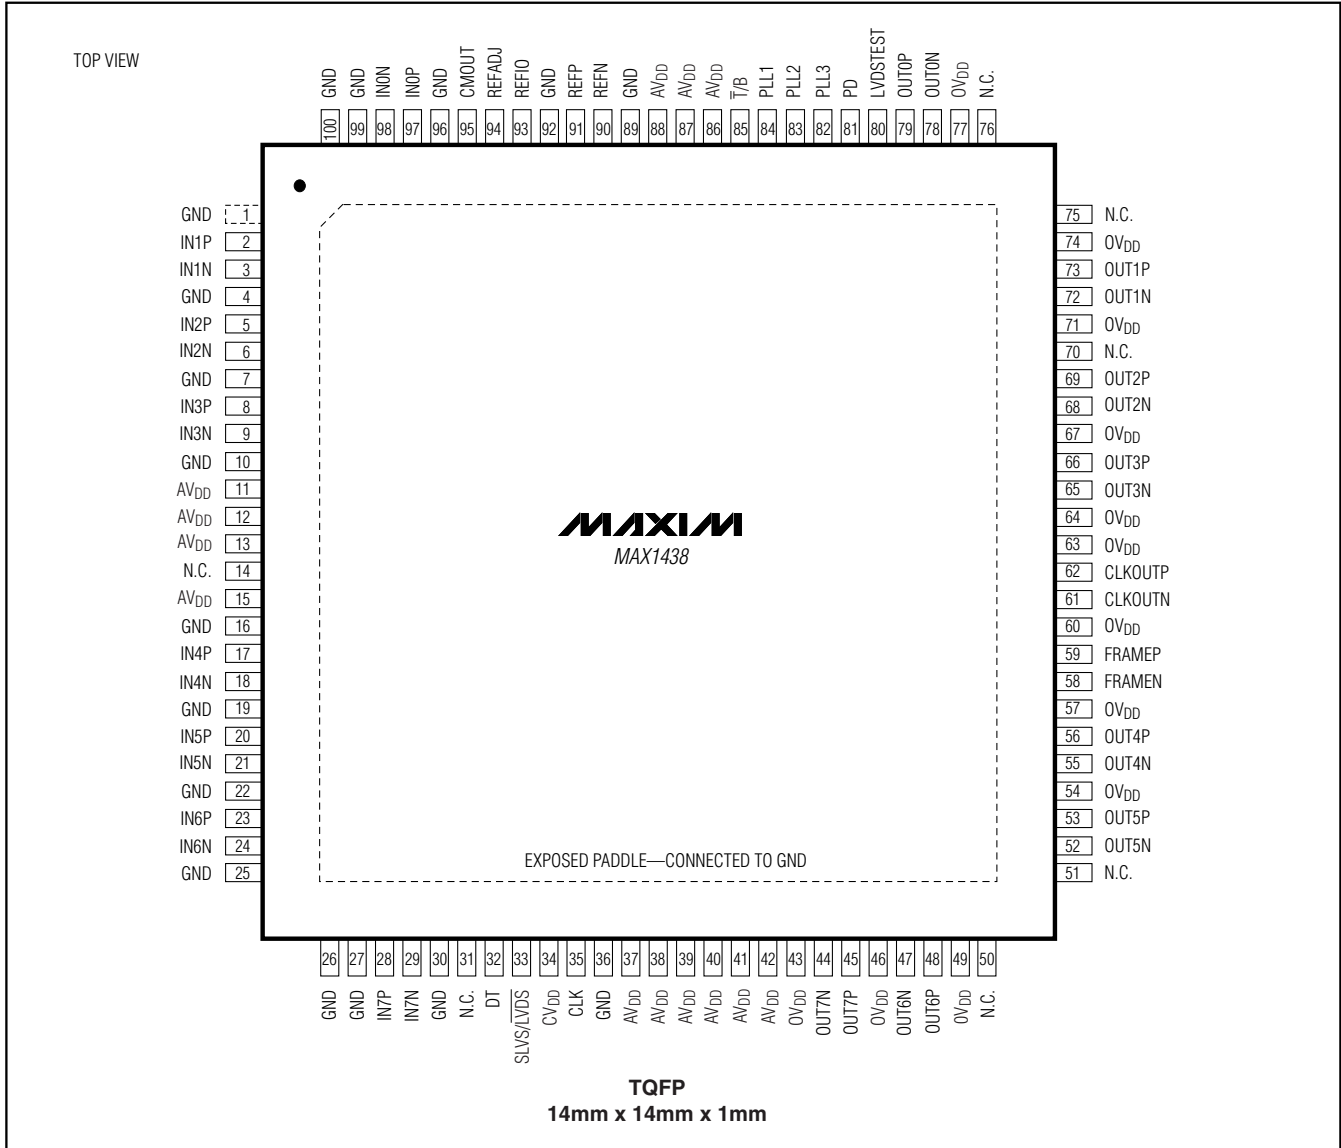 TOP VIEW
GND
GND
IN0N
IN0P
GND
CMOUT
REFADJ
REFIO
GND
REFP
REFN
GND
AVDD
AVDD
AVDD
T̅/B
PLL1
PLL2
PLL3
PD
LVDSTEST
OUT0P
OUT0N
OVDD
N.C.
100 99 98 97 96 95 94 93 92 91 90 89 88 87 86 85 84 83 82 81 80 79 78 77 76
GND 1
IN1P 2
IN1N 3
GND 4
IN2P 5
IN2N 6
GND 7
IN3P 8
IN3N 9
GND 10
AVDD 11
AVDD 12
AVDD 13
N.C. 14
AVDD 15
GND 16
IN4P 17
IN4N 18
GND 19
IN5P 20
IN5N 21
GND 22
IN6P 23
IN6N 24
GND 25
MAXIM
MAX1438
EXPOSED PADDLE—CONNECTED TO GND
75 N.C.
74 OVDD
73 OUT1P
72 OUT1N
71 OVDD
70 N.C.
69 OUT2P
68 OUT2N
67 OVDD
66 OUT3P
65 OUT3N
64 OVDD
63 OVDD
62 CLKOUTP
61 CLKOUTN
60 OVDD
59 FRAMEP
58 FRAMEN
57 OVDD
56 OUT4P
55 OUT4N
54 OVDD
53 OUT5P
52 OUT5N
51 N.C.
26 27 28 29 30 31 32 33 34 35 36 37 38 39 40 41 42 43 44 45 46 47 48 49 50
GND
GND
IN7P
IN7N
GND
N.C.
DT
S̅L̅V̅S̅/̅L̅V̅D̅S̅
CVDD
CLK
GND
AVDD
AVDD
AVDD
AVDD
AVDD
AVDD
OVDD
OUT7N
OUT7P
OVDD
OUT6N
OUT6P
OVDD
N.C.
TQFP
14mm x 14mm x 1mm